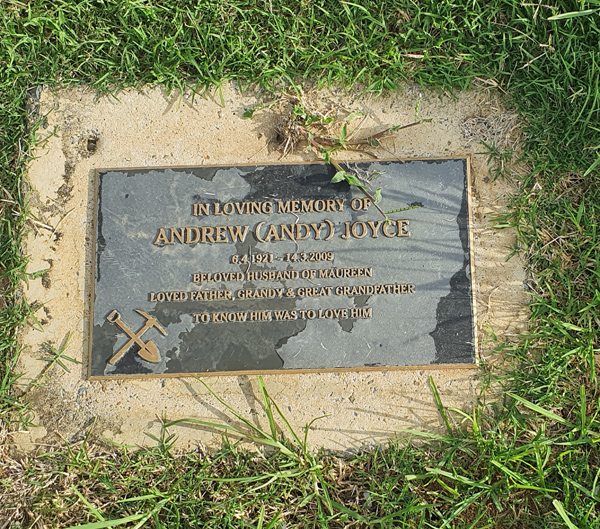 IN LOVING MEMORY OF
ANDREW (ANDY) JOYCE
6.4.1921 - 14.3.2009
BELOVED HUSBAND OF MAUREEN
LOVED FATHER, GRANDY & GREAT GRANDFATHER
TO KNOW HIM WAS TO LOVE HIM